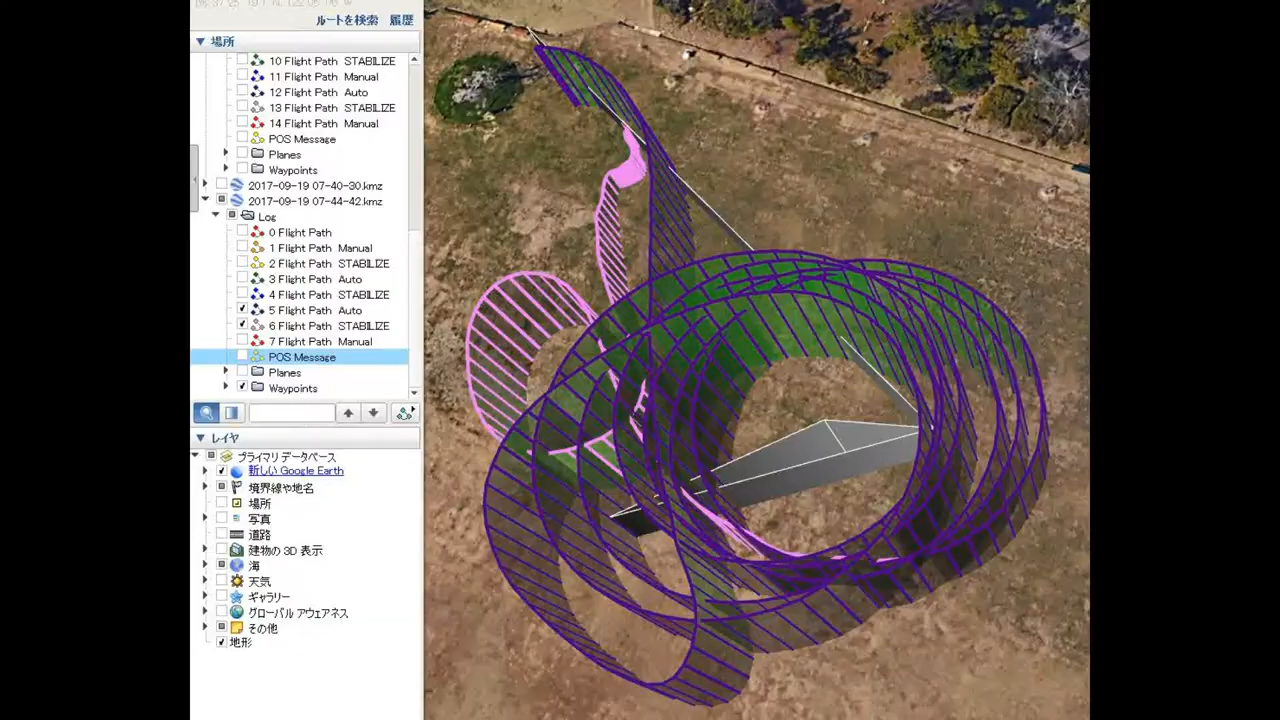 ルートを検索 履歴
場所
10 Flight Path STABILIZE
11 Flight Path Manual
12 Flight Path Auto
13 Flight Path STABILIZE
14 Flight Path Manual
POS Message
Planes
Waypoints
2017-09-19 07-40-30.kmz
2017-09-19 07-44-42.kmz
Log
0 Flight Path
1 Flight Path Manual
2 Flight Path STABILIZE
3 Flight Path Auto
4 Flight Path STABILIZE
5 Flight Path Auto
6 Flight Path STABILIZE
7 Flight Path Manual
POS Message
Planes
Waypoints
レイヤ
プライマリ データベース
新しい Google Earth
境界線や地名
場所
写真
道路
建物の 3D 表示
海
天気
ギャラリー
グローバル アウェアネス
その他
地形